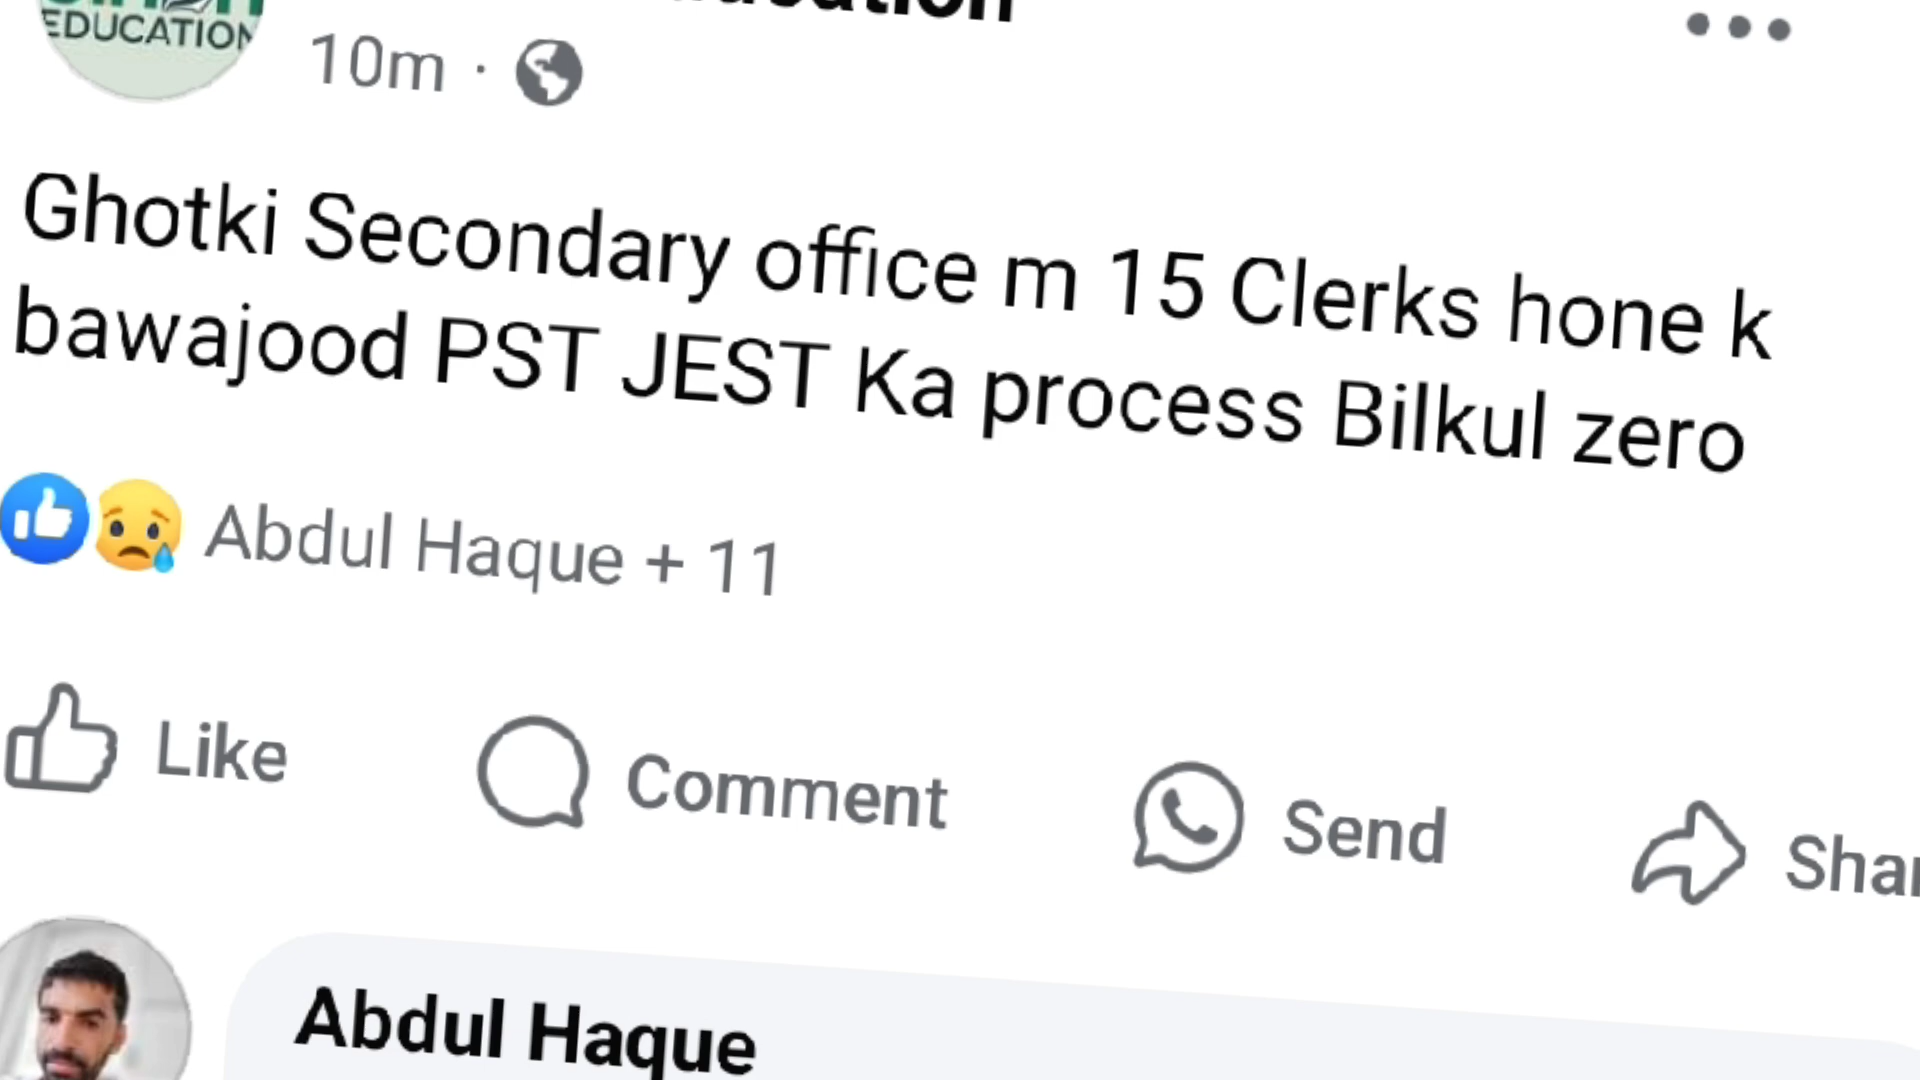 EDUCATION
10m ·
Ghotki Secondary office m 15 Clerks hone k
bawajood PST JEST Ka process Bilkul zero
Abdul Haque + 11
Like
Comment
Send
Abdul Haque